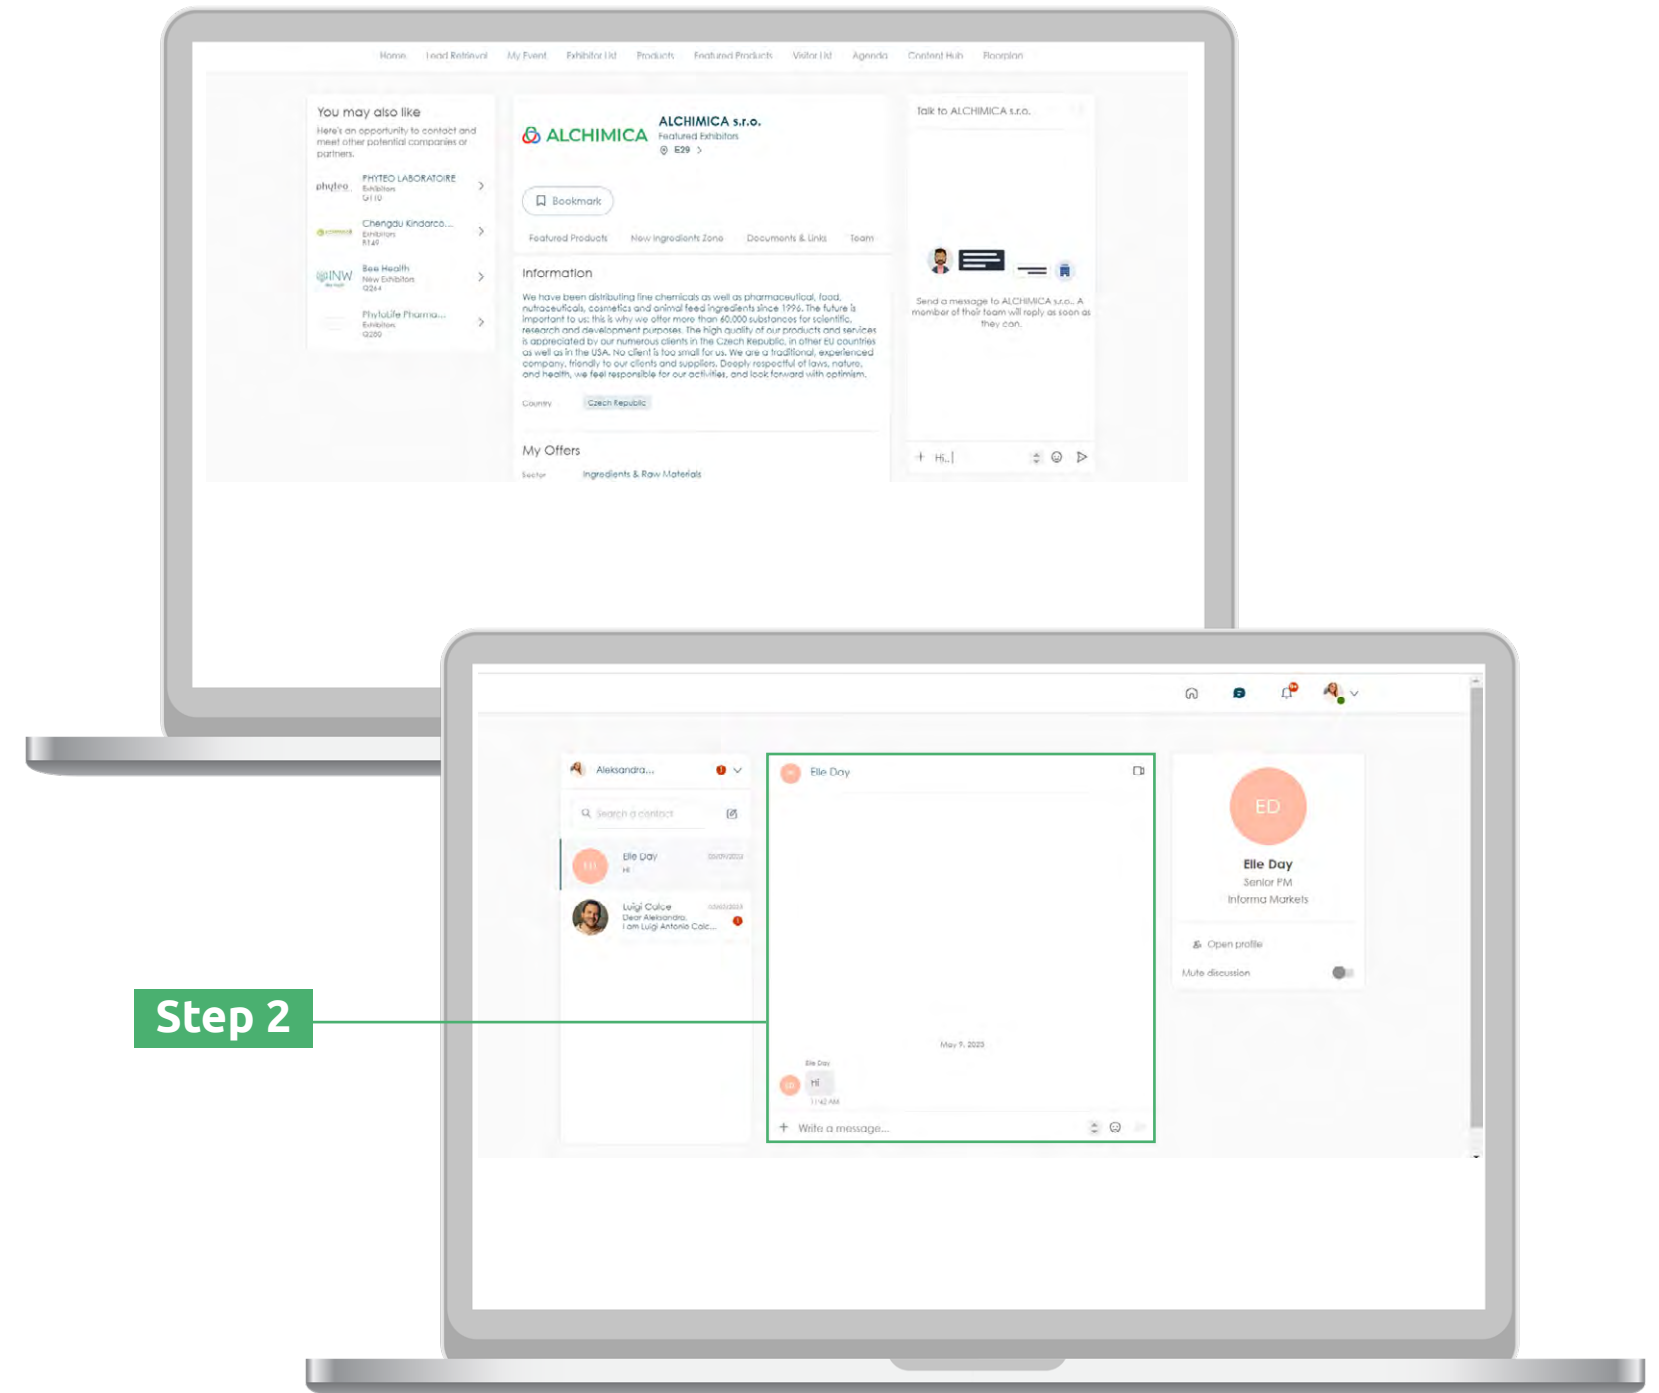 Home Lead Retrieval My Event Exhibitor List Products Featured Products Visitor List Agenda Content Hub Floorplan
You may also like
Here's an opportunity to contact and
meet other potential companies or
partners.
phyteo
PHYTEO LABORATOIRE
Exhibitors
G110
Chengdu Kindarco...
Exhibitors
B149
INW
Bee Health
New Exhibitors
G264
PhytoLife Pharma...
Exhibitors
G260
ALCHIMICA
ALCHIMICA s.r.o.
Featured Exhibitors
E29
Bookmark
Featured Products New Ingredients Zone Documents & Links Team
Information
We have been distributing fine chemicals as well as pharmaceutical, food,
nutraceuticals, cosmetics and animal feed ingredients since 1996. The future is
important to us; this is why we offer more than 60.000 substances for scientific,
research and development purposes. The high quality of our products and services
is appreciated by our numerous clients in the Czech Republic, in other EU countries
as well as in the USA. No client is too small for us. We are a traditional, experienced
company, friendly to our clients and suppliers. Deeply respectful of laws, nature,
and health, we feel responsible for our activities, and look forward with optimism.
Country Czech Republic
My Offers
Sector Ingredients & Raw Materials
Talk to ALCHIMICA s.r.o.
Send a message to ALCHIMICA s.r.o.. A
member of their team will reply as soon as
they can.
Hi..
Aleksandra...
Search a contact
Elle Day
Hi
Luigi Calce
Dear Aleksandra,
I am Luigi Antonio Calc...
Elle Day
May 9, 2023
Elle Day
ED
Hi
11:42 AM
Write a message...
ED
Elle Day
Senior PM
Informa Markets
Open profile
Mute discussion
Step 2